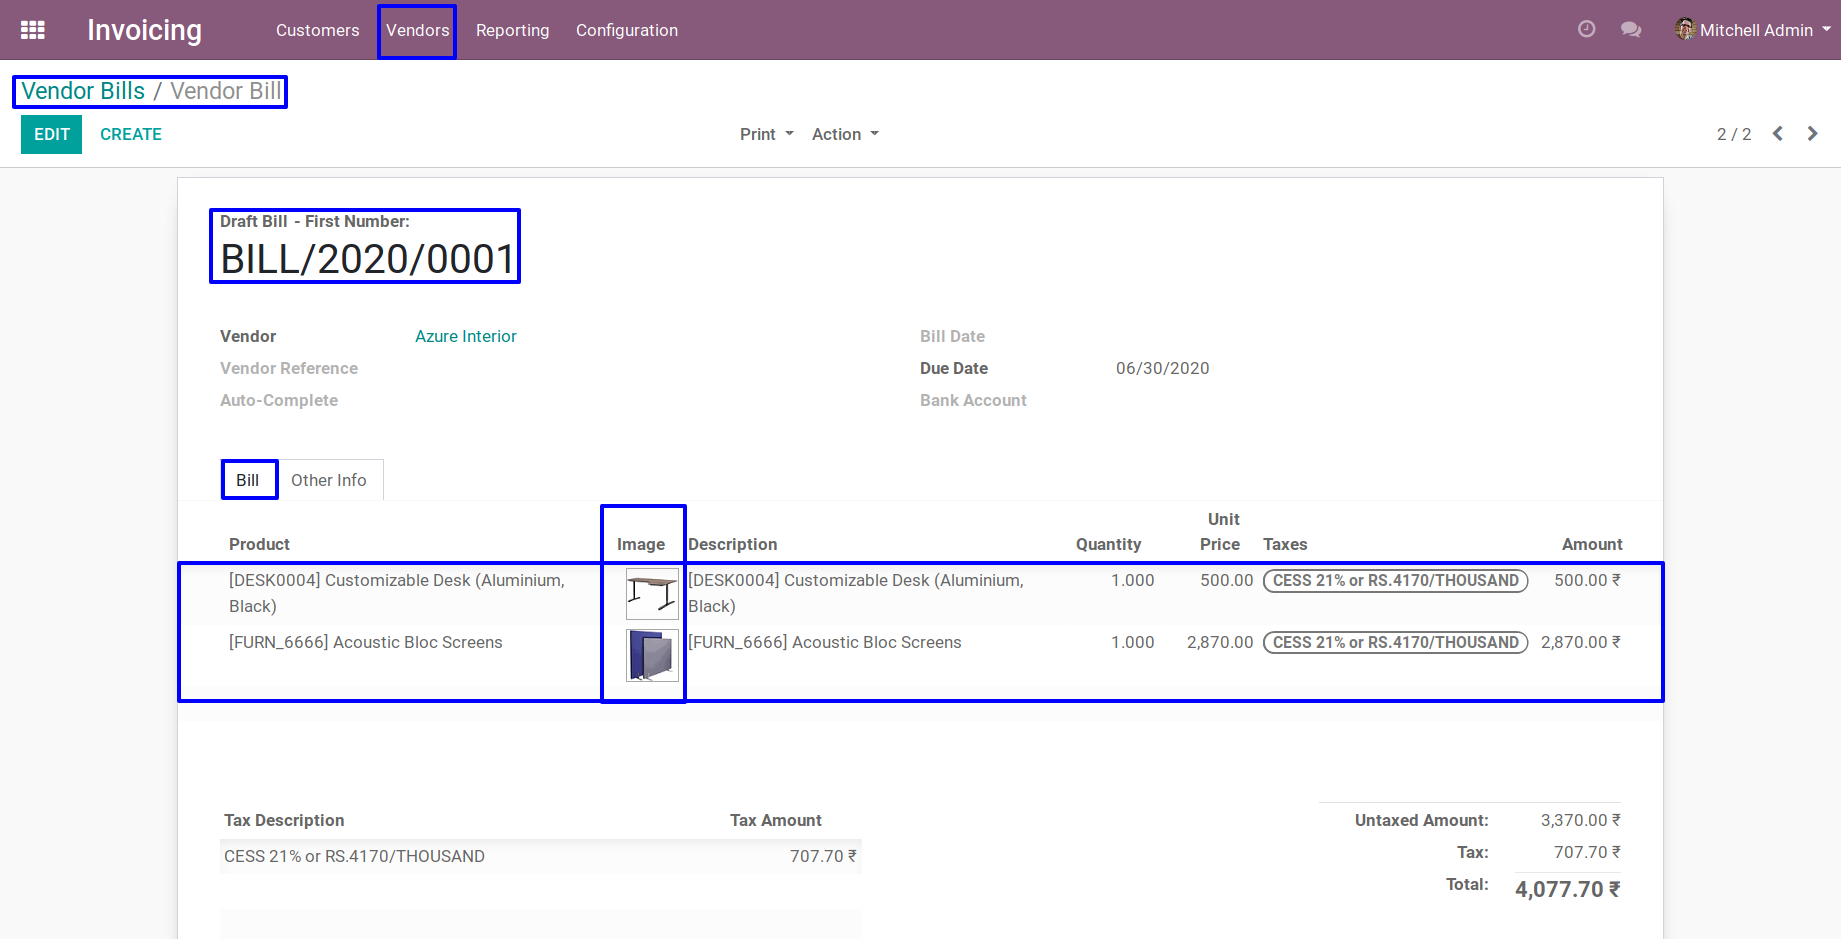 Invoicing Customers Vendors Reporting Configuration Mitchell Admin
Vendor Bills / Vendor Bill
EDIT CREATE Print Action 2 / 2
Draft Bill - First Number:
BILL/2020/0001
Vendor Azure Interior Bill Date
Vendor Reference Due Date 06/30/2020
Auto-Complete Bank Account
Bill Other Info
Product Image Description Quantity Unit Price Taxes Amount
[DESK0004] Customizable Desk (Aluminium, [DESK0004] Customizable Desk (Aluminium, 1.000 500.00 CESS 21% or RS.4170/THOUSAND 500.00 ₹
Black) Black)
[FURN_6666] Acoustic Bloc Screens [FURN_6666] Acoustic Bloc Screens 1.000 2,870.00 CESS 21% or RS.4170/THOUSAND 2,870.00 ₹
Tax Description Tax Amount Untaxed Amount: 3,370.00 ₹
CESS 21% or RS.4170/THOUSAND 707.70 ₹ Tax: 707.70 ₹
Total: 4,077.70 ₹